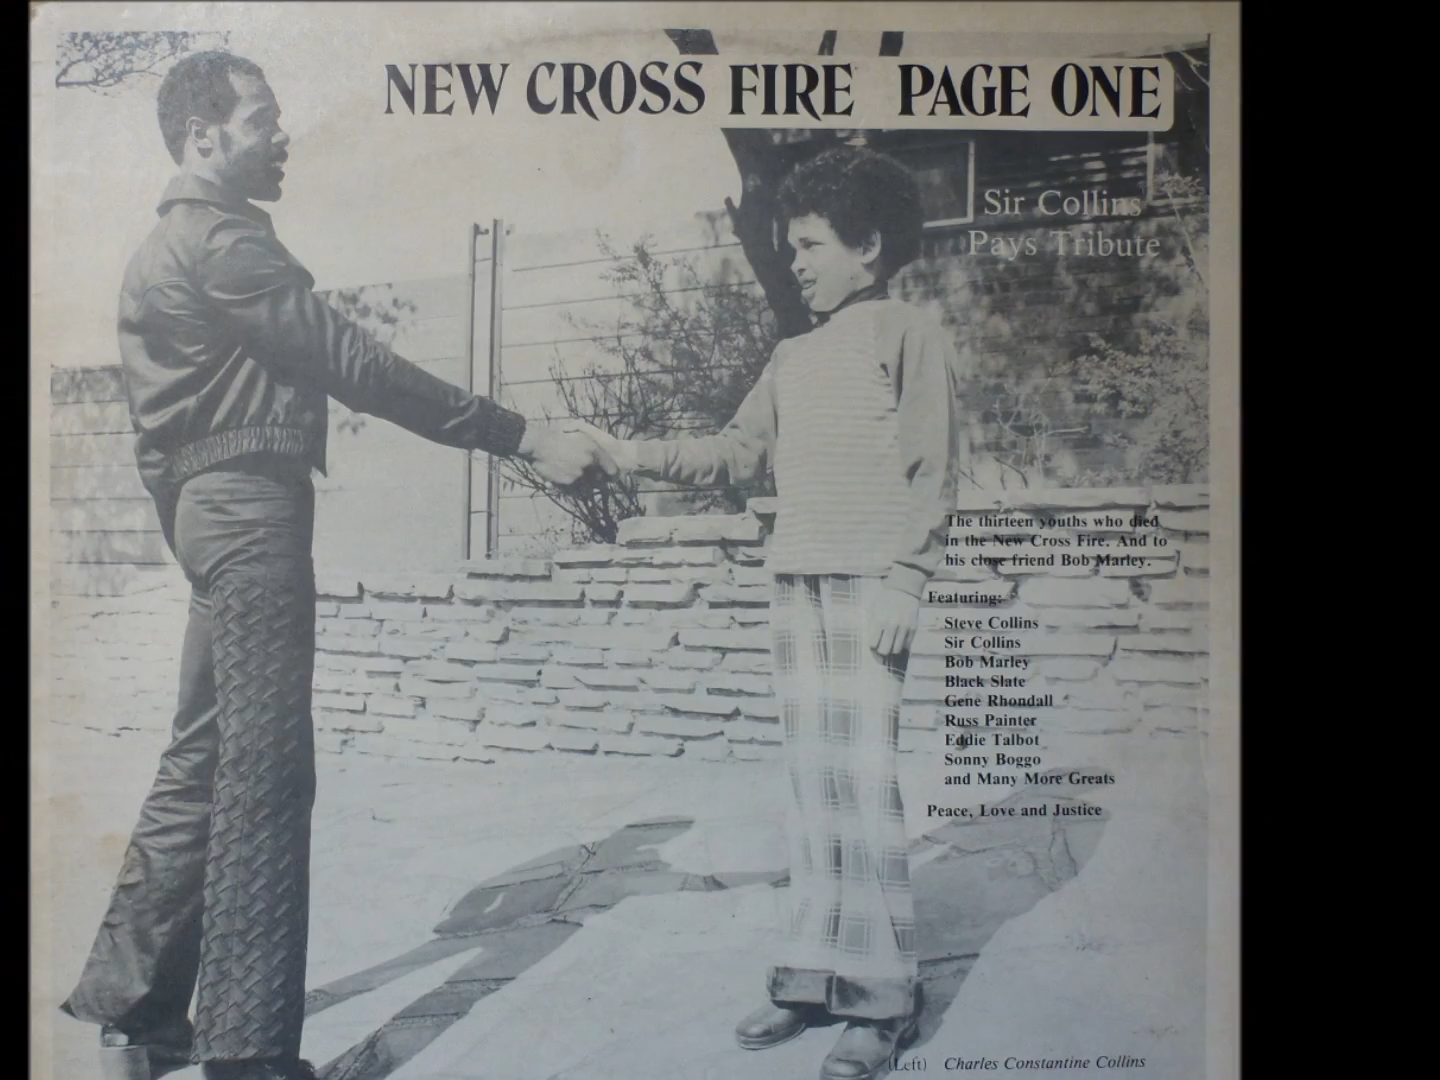 NEW CROSS FIRE PAGE ONE
Sir Collins
Pays Tribute
The thirteen youths who died
in the New Cross Fire. And to
his close friend Bob Marley.
Featuring:
Steve Collins
Sir Collins
Bob Marley
Black Slate
Gene Rhondall
Russ Painter
Eddie Talbot
Sonny Boggo
and Many More Greats
Peace, Love and Justice
(Left) Charles Constantine Collins